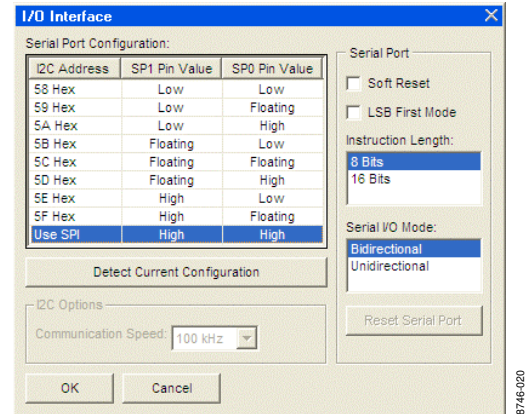 I/O Interface
Serial Port Configuration:
I2C Address SP1 Pin Value SP0 Pin Value
58 Hex Low Low
59 Hex Low Floating
5A Hex Low High
5B Hex Floating Low
5C Hex Floating Floating
5D Hex Floating High
5E Hex High Low
5F Hex High Floating
Use SPI High High
Detect Current Configuration
I2C Options
Communication Speed: 100 kHz
OK Cancel
Serial Port
Soft Reset
LSB First Mode
Instruction Length:
8 Bits
16 Bits
Serial I/O Mode:
Bidirectional
Unidirectional
Reset Serial Port
8746-020